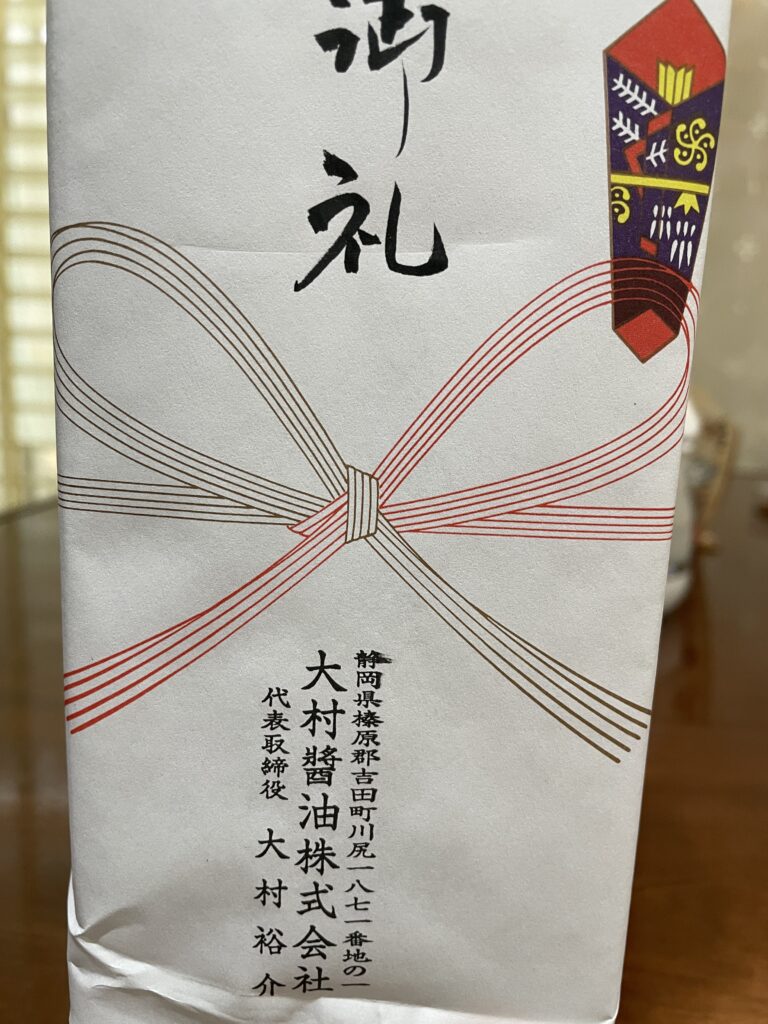 御礼
静岡県榛原郡吉田町川尻一八七一番地の一
大村醬油株式会社
代表取締役 大村裕介